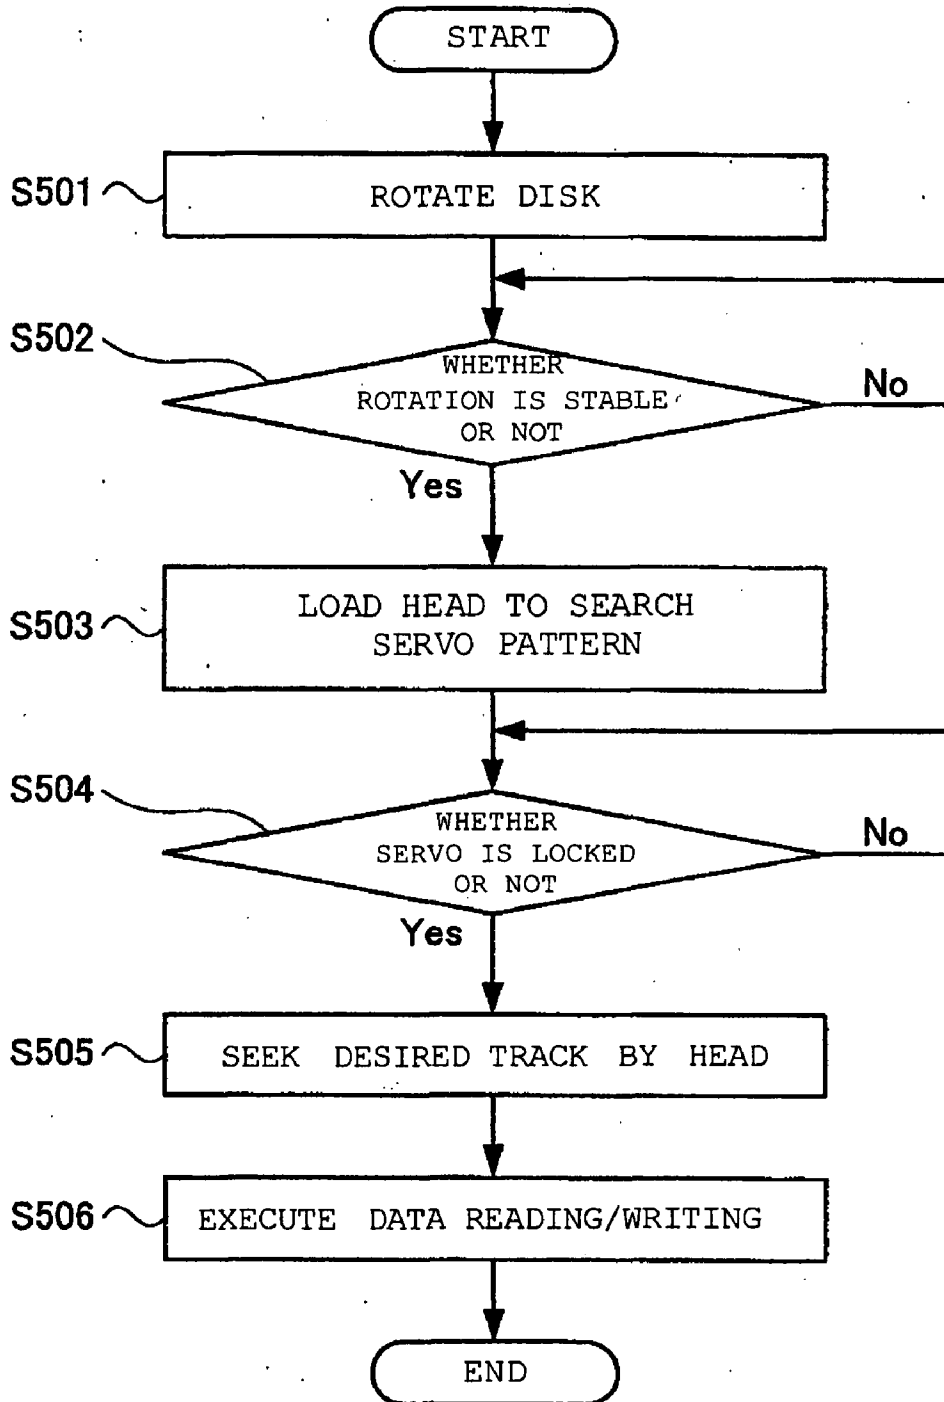 START
S501
ROTATE DISK
S502
WHETHER
ROTATION IS STABLE
OR NOT
No
Yes
S503
LOAD HEAD TO SEARCH
SERVO PATTERN
S504
WHETHER
SERVO IS LOCKED
OR NOT
No
Yes
S505
SEEK DESIRED TRACK BY HEAD
S506
EXECUTE DATA READING/WRITING
END